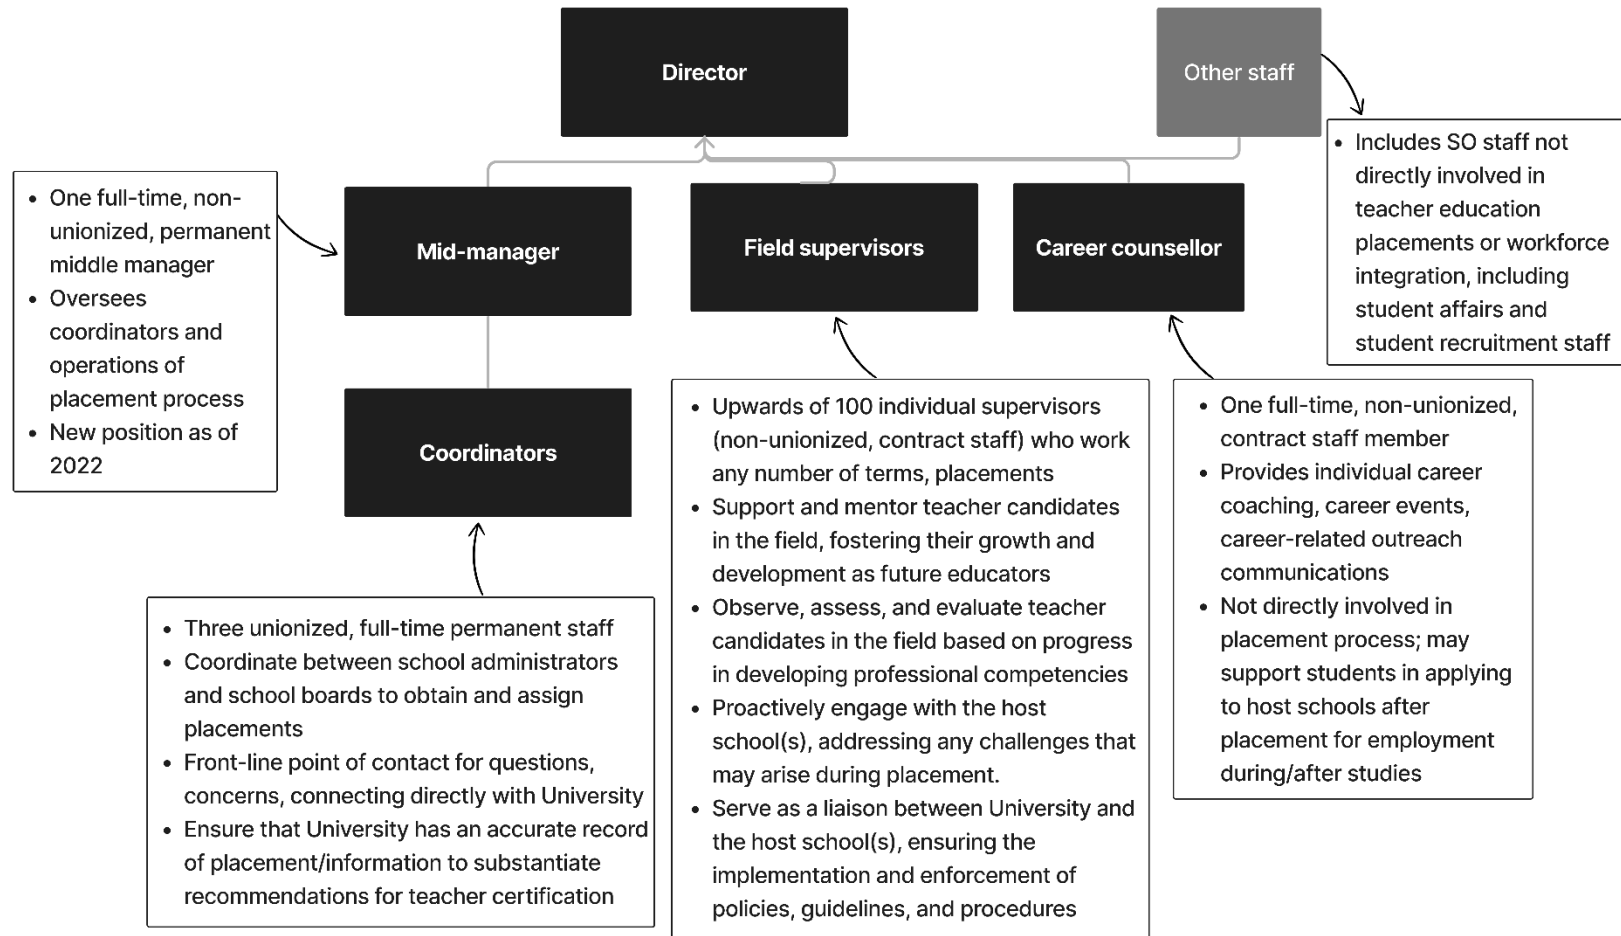 Director
Other staff
• Includes SO staff not
directly involved in
teacher education
placements or workforce
integration, including
student affairs and
student recruitment staff
• One full-time, non-
unionized, permanent
middle manager
• Oversees
coordinators and
operations of
placement process
• New position as of
2022
Mid-manager
Field supervisors
Career counsellor
Coordinators
• Three unionized, full-time permanent staff
• Coordinate between school administrators
and school boards to obtain and assign
placements
• Front-line point of contact for questions,
concerns, connecting directly with University
• Ensure that University has an accurate record
of placement/information to substantiate
recommendations for teacher certification
• Upwards of 100 individual supervisors
(non-unionized, contract staff) who work
any number of terms, placements
• Support and mentor teacher candidates
in the field, fostering their growth and
development as future educators
• Observe, assess, and evaluate teacher
candidates in the field based on progress
in developing professional competencies
• Proactively engage with the host
school(s), addressing any challenges that
may arise during placement.
• Serve as a liaison between University and
the host school(s), ensuring the
implementation and enforcement of
policies, guidelines, and procedures
• One full-time, non-unionized,
contract staff member
• Provides individual career
coaching, career events,
career-related outreach
communications
• Not directly involved in
placement process; may
support students in applying
to host schools after
placement for employment
during/after studies